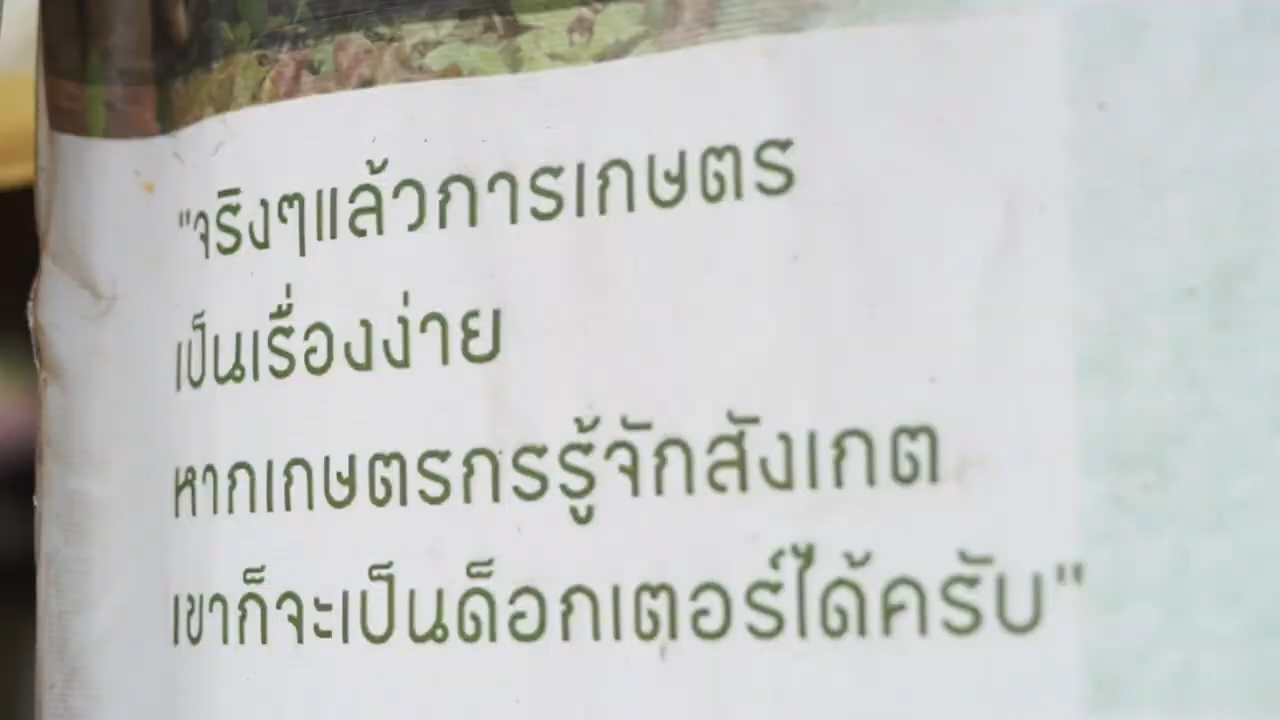 "จริงๆแล้วการเกษตร
เป็นเรื่องง่าย
หากเกษตรกรรู้จักสังเกต
เขาก็จะเป็นด็อกเตอร์ได้ครับ"